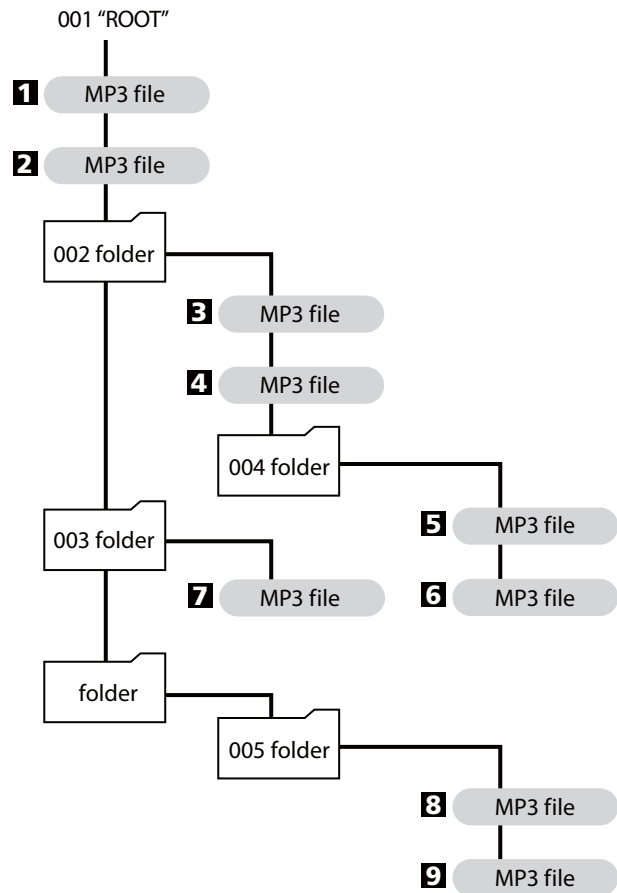 001 “ROOT”
1 MP3 file
2 MP3 file
002 folder
3 MP3 file
4 MP3 file
004 folder
5 MP3 file
003 folder
7 MP3 file
6 MP3 file
folder
005 folder
8 MP3 file
9 MP3 file